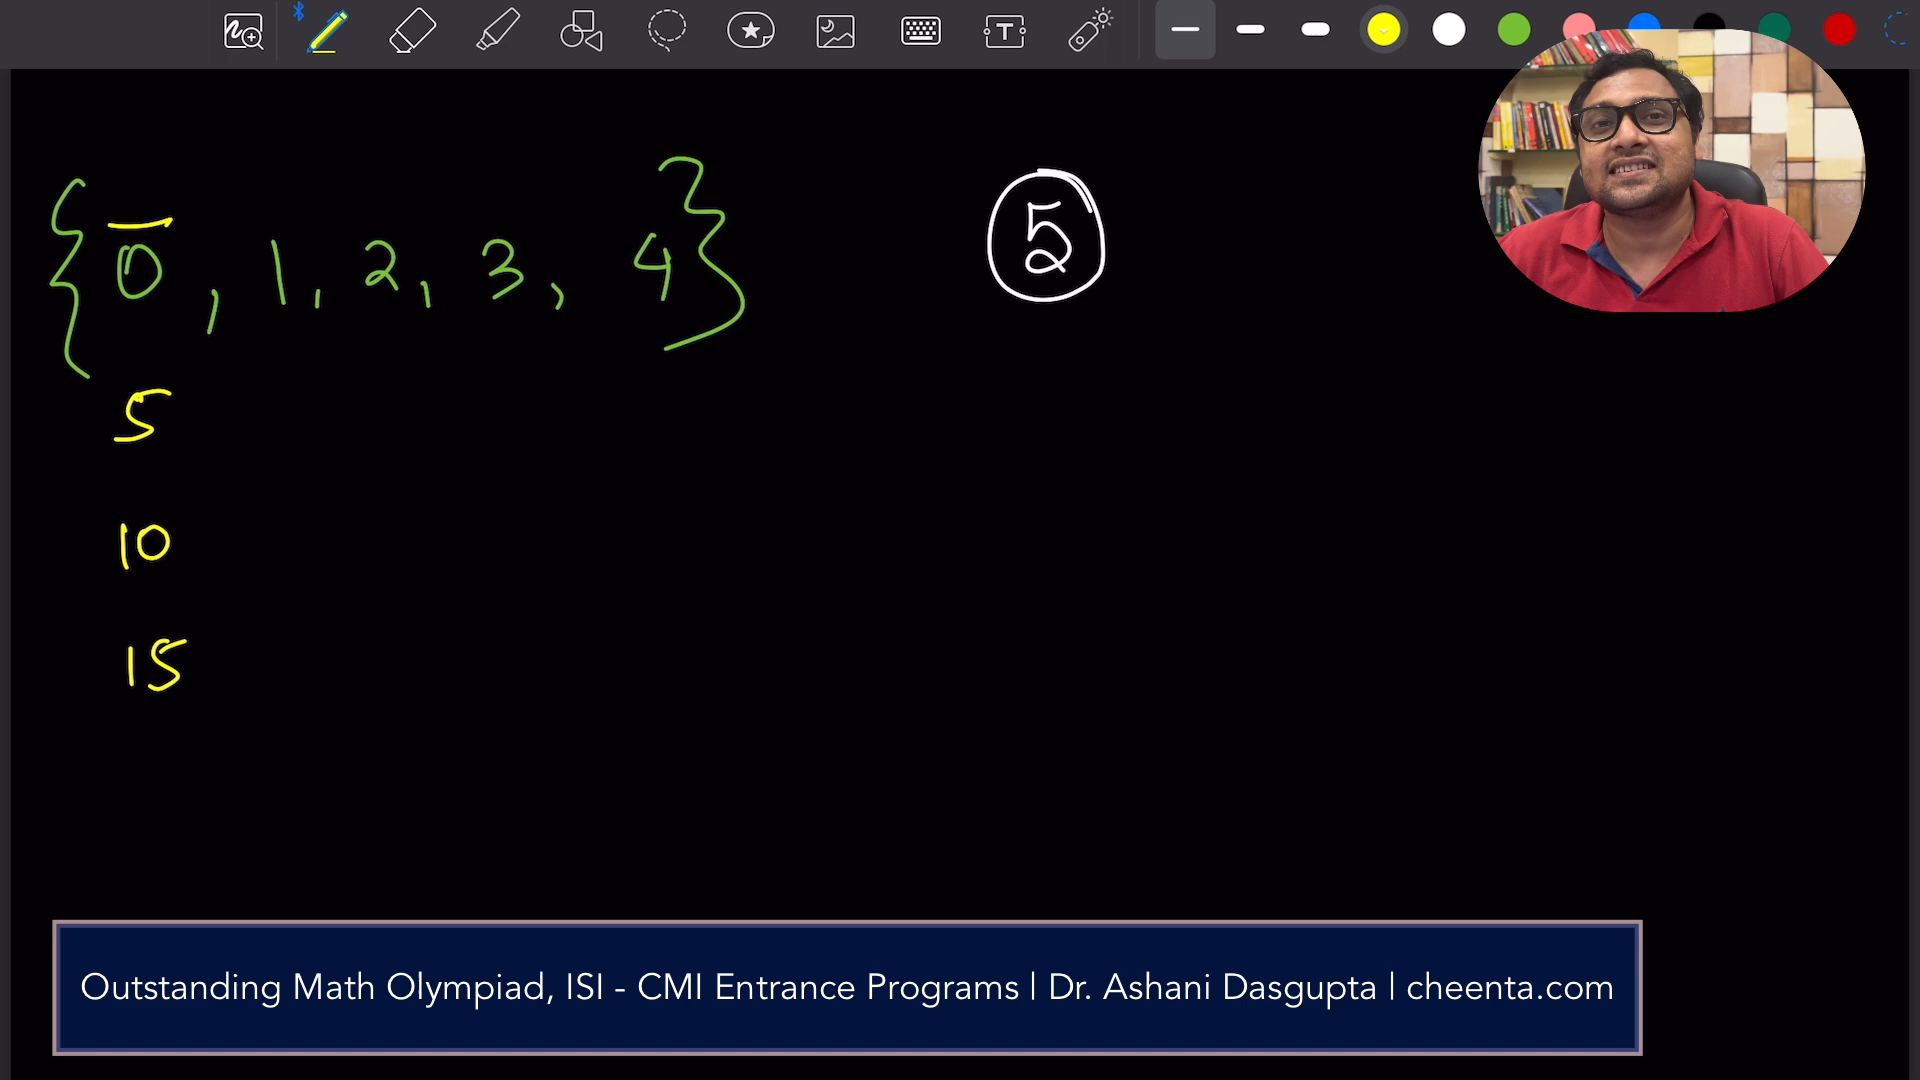 {0, 1, 2, 3, 4}
5
5
10
15
Outstanding Math Olympiad, ISI - CMI Entrance Programs | Dr. Ashani Dasgupta | cheenta.com